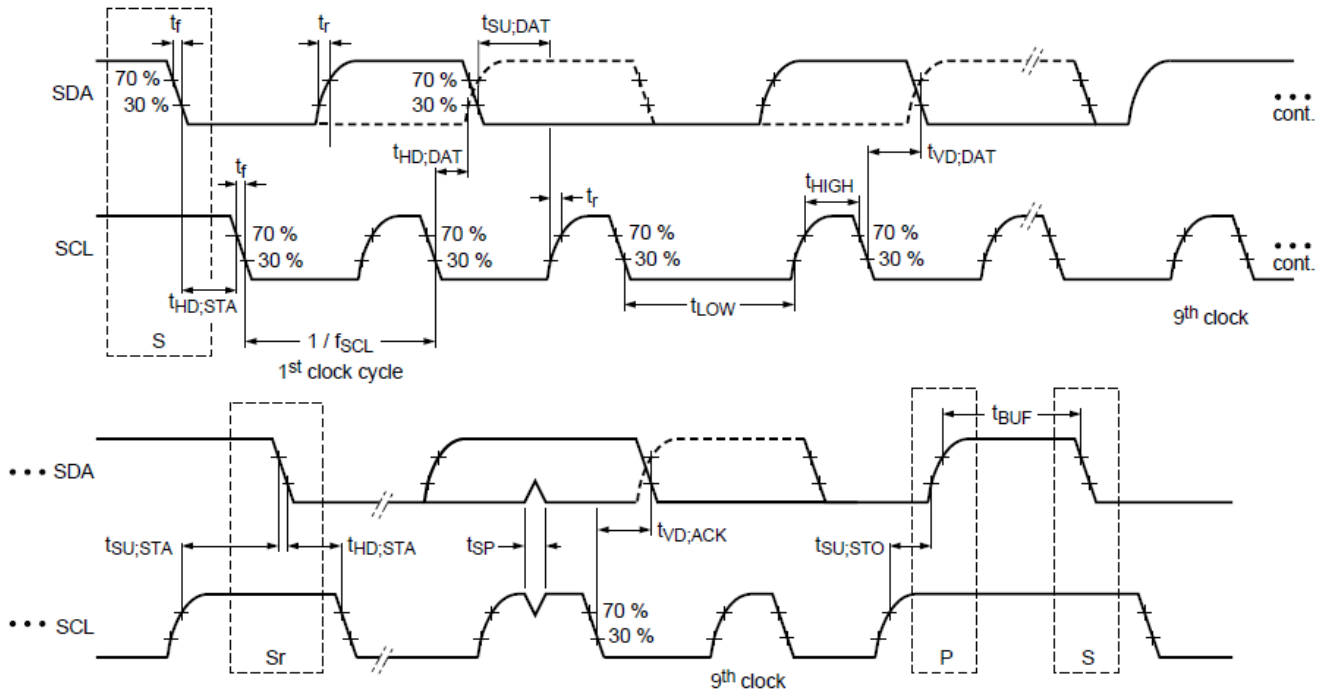 tf
tr
tSU;DAT
70 %
30 %
SDA
70 %
30 %
cont.
tHD;DAT
tVD;DAT
tf
tr
tHIGH
SCL
70 %
30 %
70 %
30 %
70 %
30 %
70 %
30 %
cont.
tHD;STA
tLOW
9th clock
S
1 / fSCL
1st clock cycle
tBUF
SDA
tSU;STA
tHD;STA
tSP
tVD;ACK
tSU;STO
70 %
30 %
SCL
Sr
P
S
9th clock